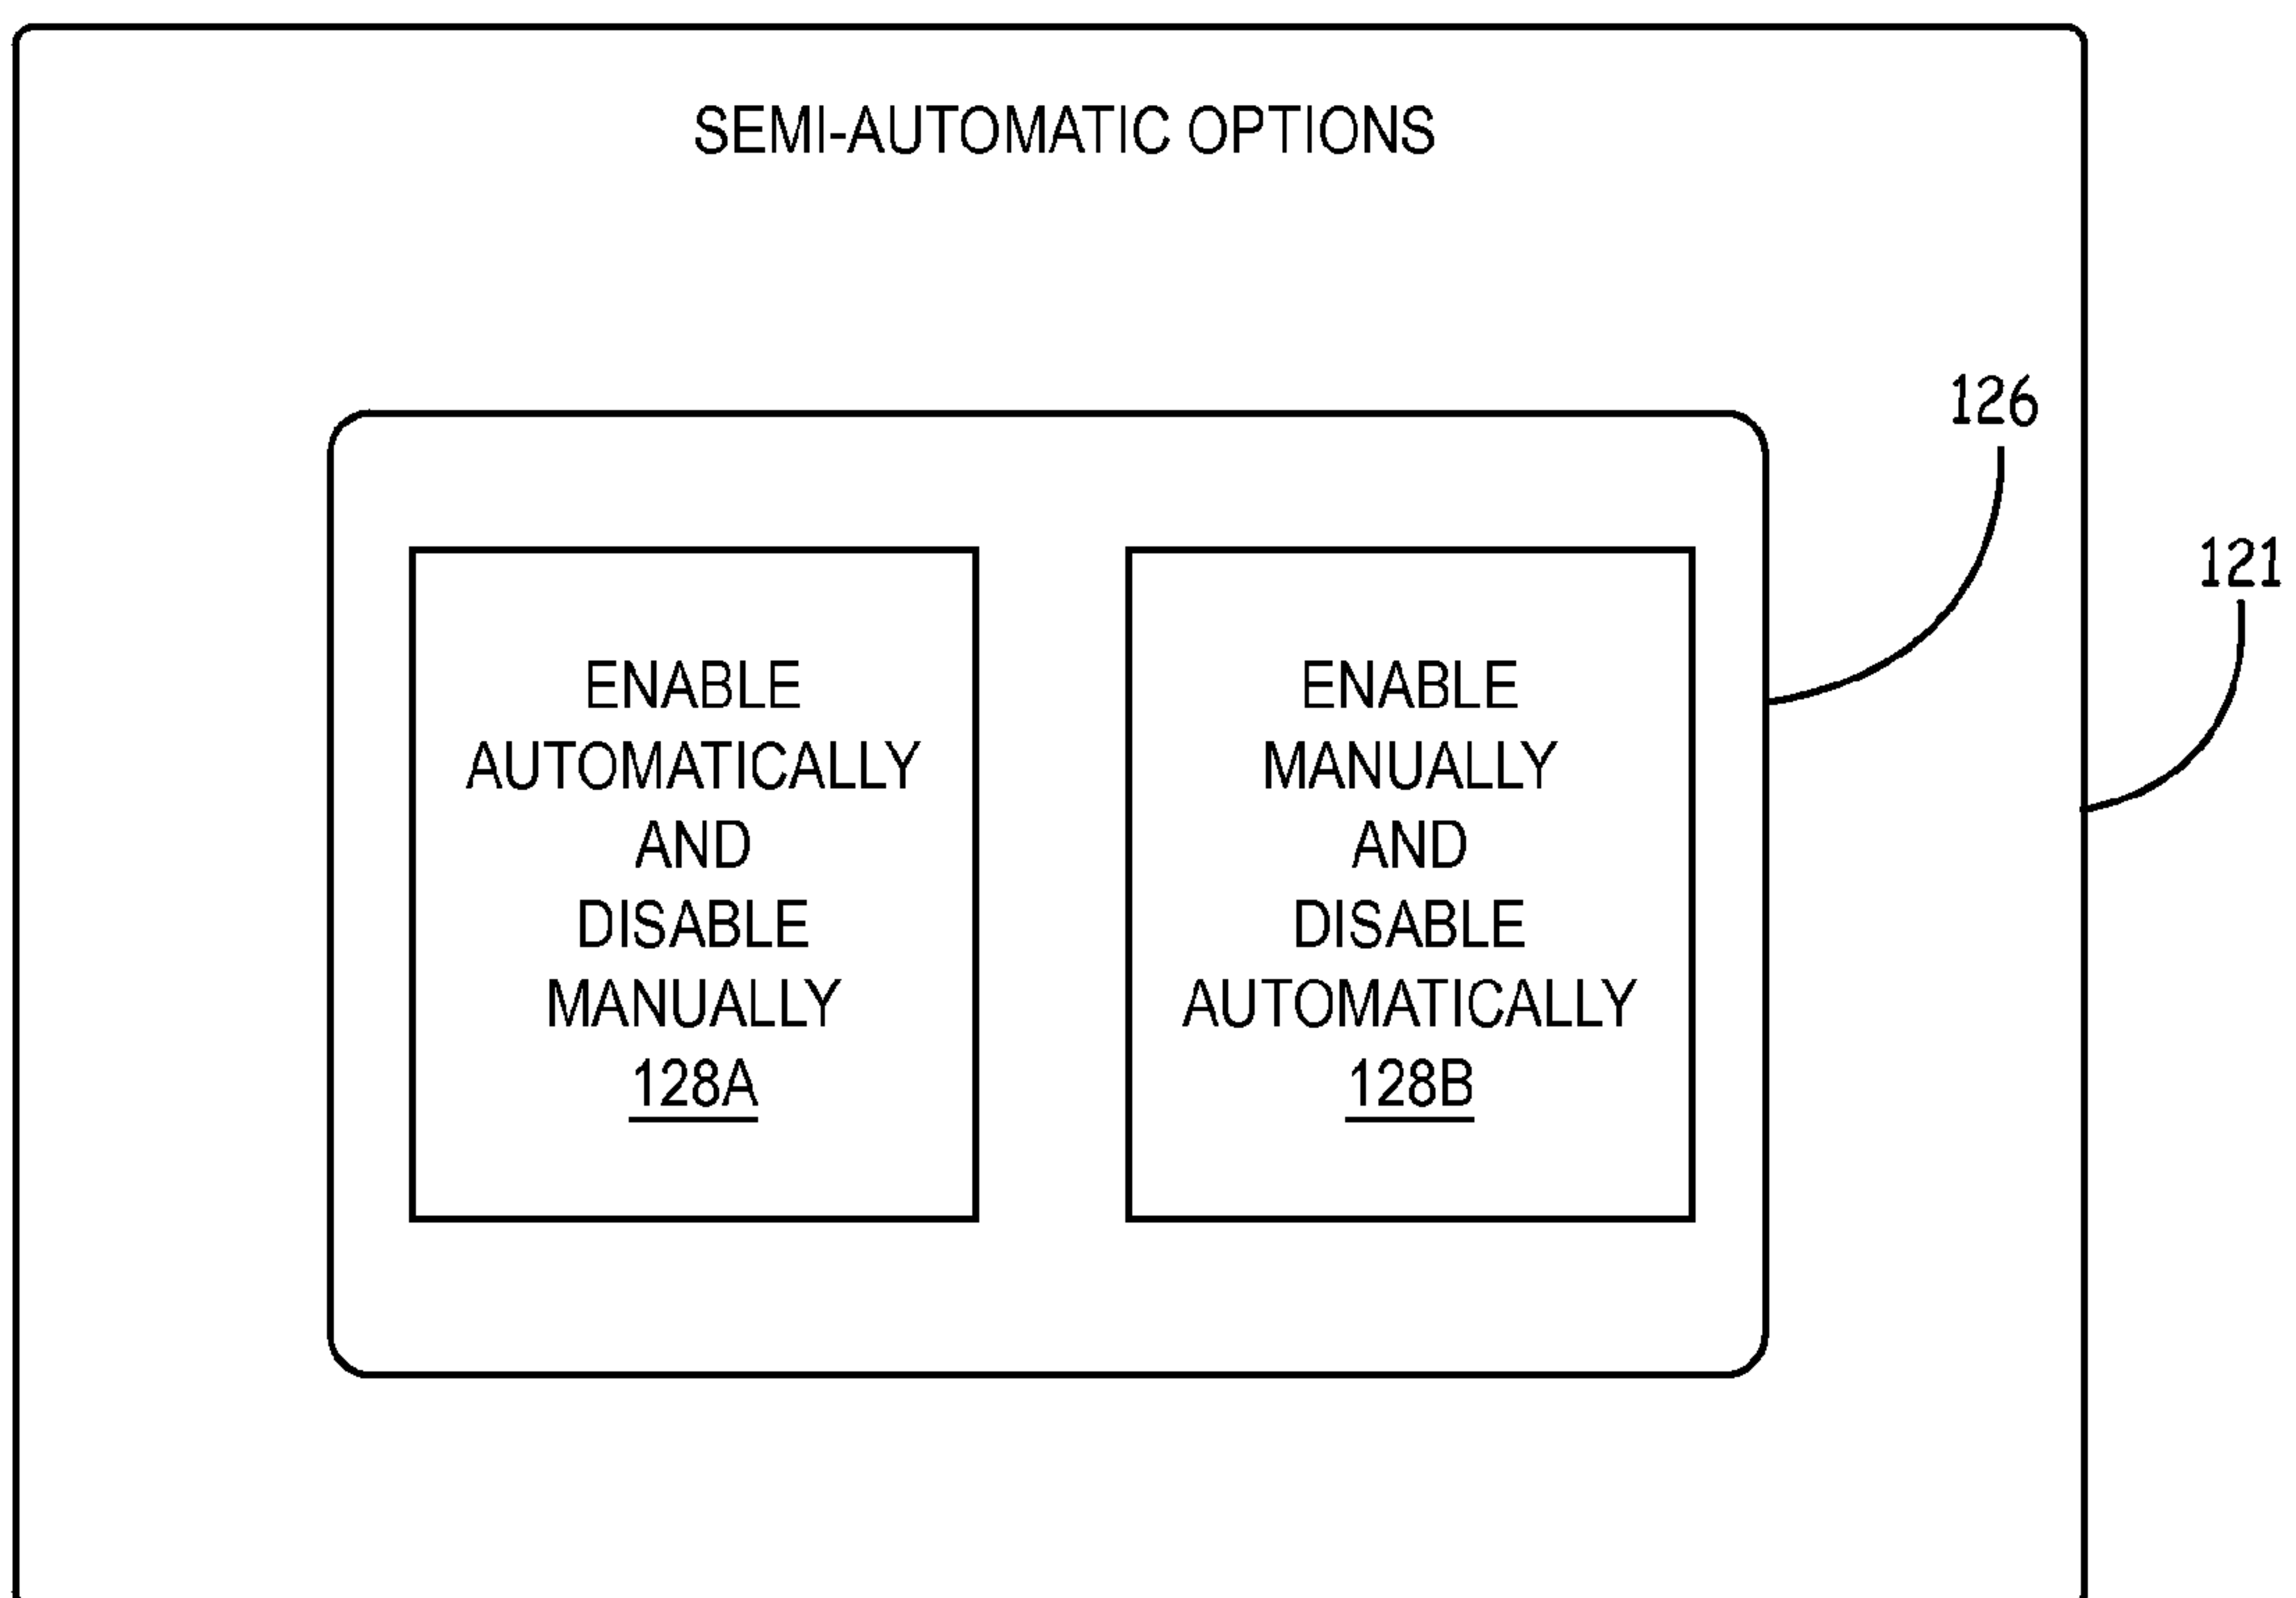 SEMI-AUTOMATIC OPTIONS
126
121
ENABLE
AUTOMATICALLY
AND
DISABLE
MANUALLY
128A
ENABLE
MANUALLY
AND
DISABLE
AUTOMATICALLY
128B